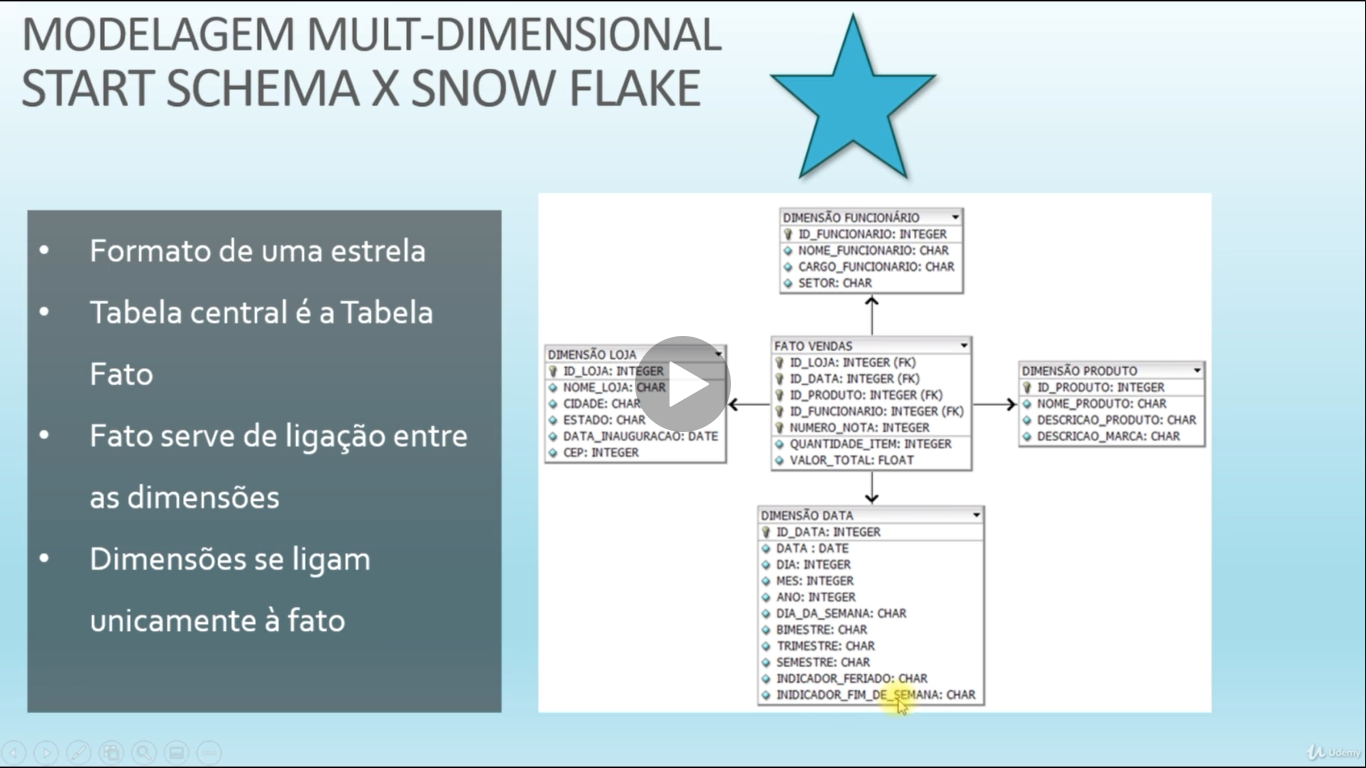 MODELAGEM MULT-DIMENSIONAL
START SCHEMA X SNOW FLAKE
• Formato de uma estrela
• Tabela central é a Tabela
Fato
• Fato serve de ligação entre
as dimensões
• Dimensões se ligam
unicamente à fato
DIMENSÃO FUNCIONÁRIO
ID_FUNCIONARIO: INTEGER
NOME_FUNCIONARIO: CHAR
CARGO_FUNCIONARIO: CHAR
SETOR: CHAR
DIMENSÃO LOJA
ID_LOJA: INTEGER
NOME_LOJA: CHAR
CIDADE: CHAR
ESTADO: CHAR
DATA_INAUGURACAO: DATE
CEP: INTEGER
FATO VENDAS
ID_LOJA: INTEGER (FK)
ID_DATA: INTEGER (FK)
ID_PRODUTO: INTEGER (FK)
ID_FUNCIONARIO: INTEGER (FK)
NUMERO_NOTA: INTEGER
QUANTIDADE_ITEM: INTEGER
VALOR_TOTAL: FLOAT
DIMENSÃO PRODUTO
ID_PRODUTO: INTEGER
NOME_PRODUTO: CHAR
DESCRICAO_PRODUTO: CHAR
DESCRICAO_MARCA: CHAR
DIMENSÃO DATA
ID_DATA: INTEGER
DATA : DATE
DIA: INTEGER
MES: INTEGER
ANO: INTEGER
DIA_DA_SEMANA: CHAR
BIMESTRE: CHAR
TRIMESTRE: CHAR
SEMESTRE: CHAR
INDICADOR_FERIADO: CHAR
INIDICADOR_FIM_DE_SEMANA: CHAR
Udemy